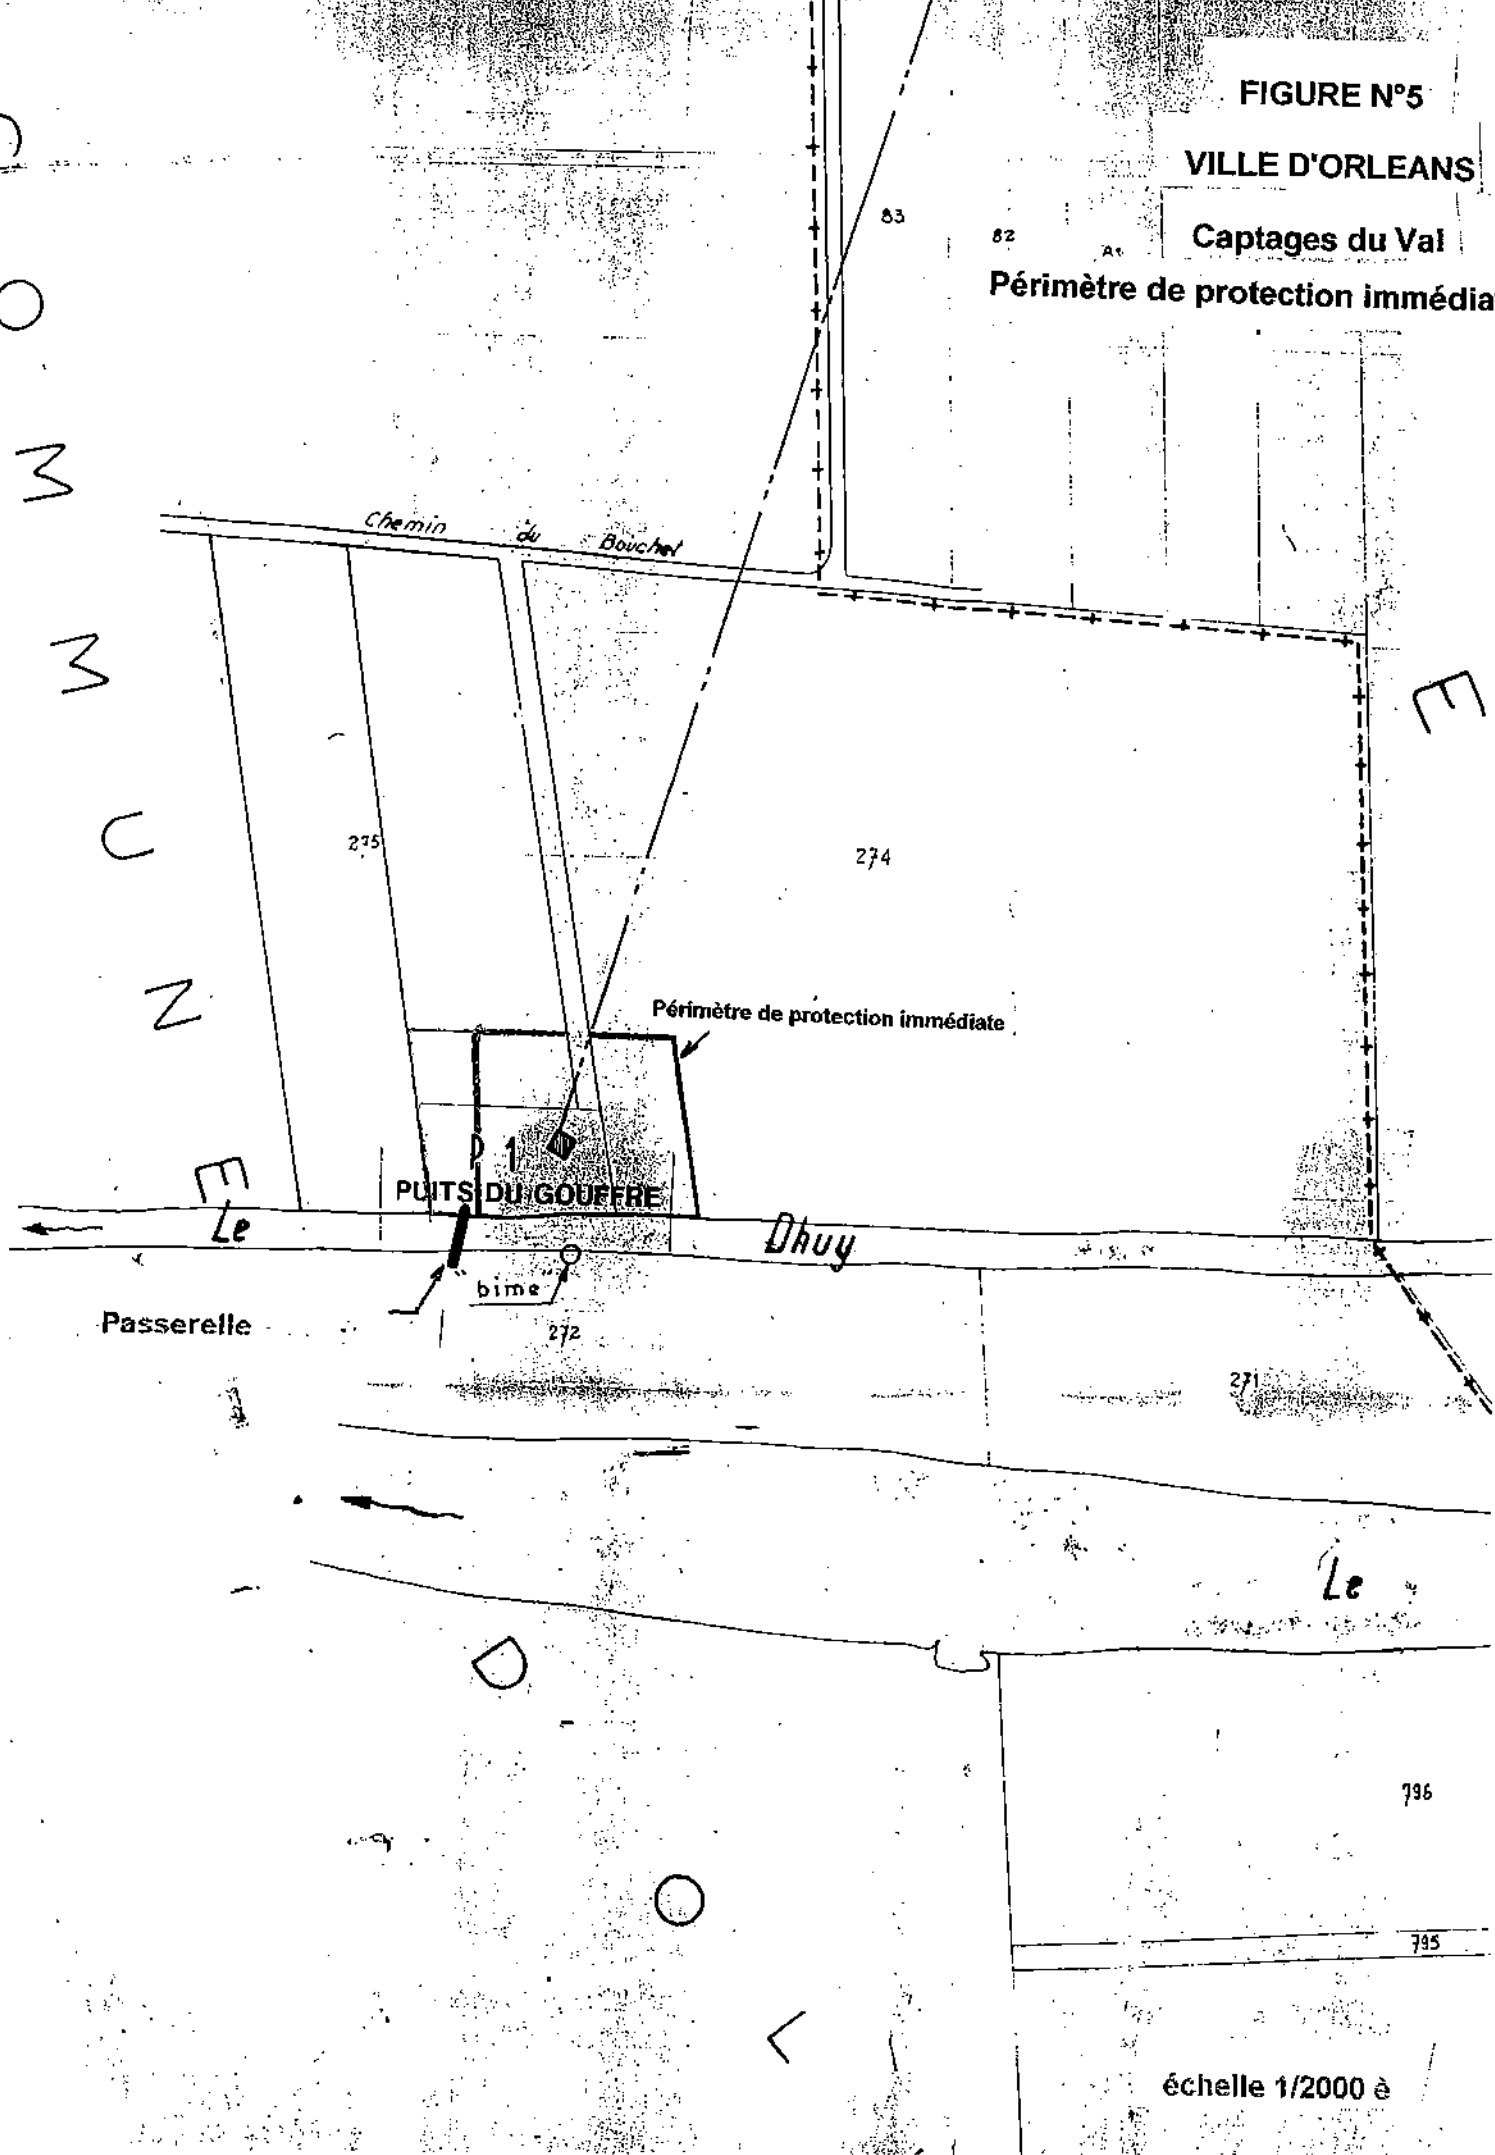 FIGURE N°5
VILLE D'ORLEANS
Captages du Val
Périmètre de protection immédia
83
82
Chemin du Bouchet
275
274
Périmètre de protection immédiate
P 1
PUITS DU GOUFFRE
Le Dhuy
"bime"
Passerelle
272
271
Le
796
795
échelle 1/2000 è
C O M M U N E
D O L
E